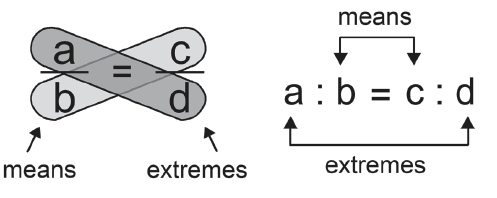 a/b = c/d
means
extremes
means
a : b = c : d
extremes